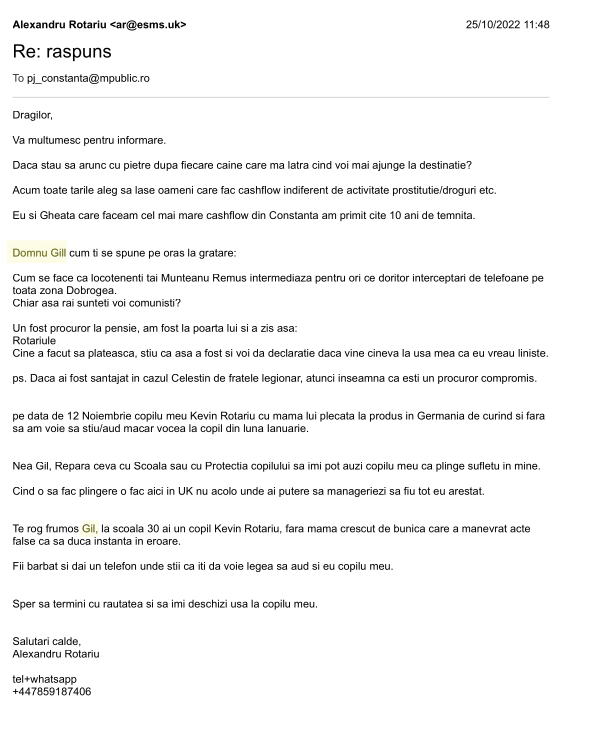 Alexandru Rotariu <ar@esms.uk> 25/10/2022 11:48
Re: raspuns
To pj_constanta@mpublic.ro
Dragilor,
Va multumesc pentru informare.
Daca stau sa arunc cu pietre dupa fiecare caine care ma latra cind voi mai ajunge la destinatie?
Acum toate tarile aleg sa lase oameni care fac cashflow indiferent de activitate prostitutie/droguri etc.
Eu si Gheata care faceam cel mai mare cashflow din Constanta am primit cite 10 ani de temnita.
Domnu Gill cum ti se spune pe oras la gratare:
Cum se face ca locotenenti tai Munteanu Remus intermediaza pentru ori ce doritor interceptari de telefoane pe
toata zona Dobrogea.
Chiar asa rai sunteti voi comunisti?
Un fost procuror la pensie, am fost la poarta lui si a zis asa:
Rotariule
Cine a facut sa plateasca, stiu ca asa a fost si voi da declaratie daca vine cineva la usa mea ca eu vreau liniste.
ps. Daca ai fost santajat in cazul Celestin de fratele legionar, atunci inseamna ca esti un procuror compromis.
pe data de 12 Noiembrie copilu meu Kevin Rotariu cu mama lui plecata la produs in Germania de curind si fara
sa am voie sa stiu/aud macar vocea la copil din luna Ianuarie.
Nea Gil, Repara ceva cu Scoala sau cu Protectia copilului sa imi pot auzi copilu meu ca plinge sufletu in mine.
Cind o sa fac plingere o fac aici in UK nu acolo unde ai putere sa manageriezi sa fiu tot eu arestat.
Te rog frumos Gil, la scoala 30 ai un copil Kevin Rotariu, fara mama crescut de bunica care a manevrat acte
false ca sa duca instanta in eroare.
Fii barbat si dai un telefon unde stii ca iti da voie legea sa aud si eu copilu meu.
Sper sa termini cu rautatea si sa imi deschizi usa la copilu meu.
Salutari calde,
Alexandru Rotariu
tel+whatsapp
+447859187406